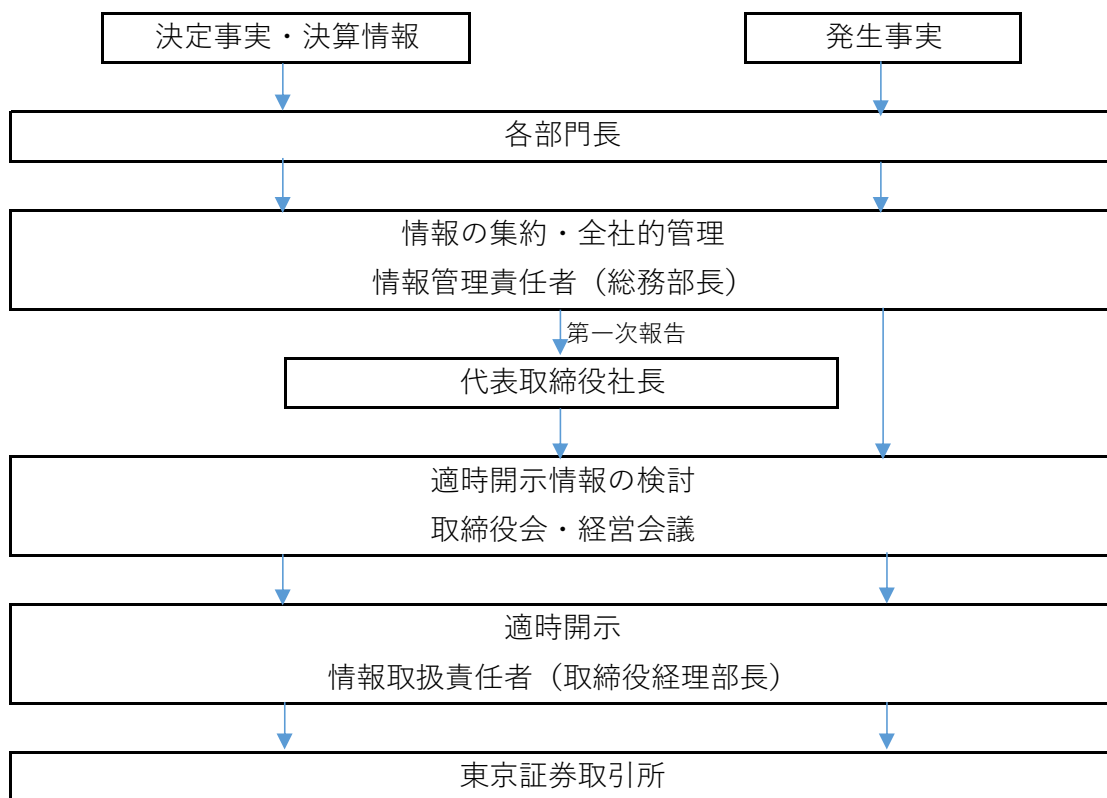 決定事実・決算情報
発生事実
各部門長
情報の集約・全社的管理
情報管理責任者（総務部長）
第一次報告
代表取締役社長
適時開示情報の検討
取締役会・経営会議
適時開示
情報取扱責任者（取締役経理部長）
東京証券取引所